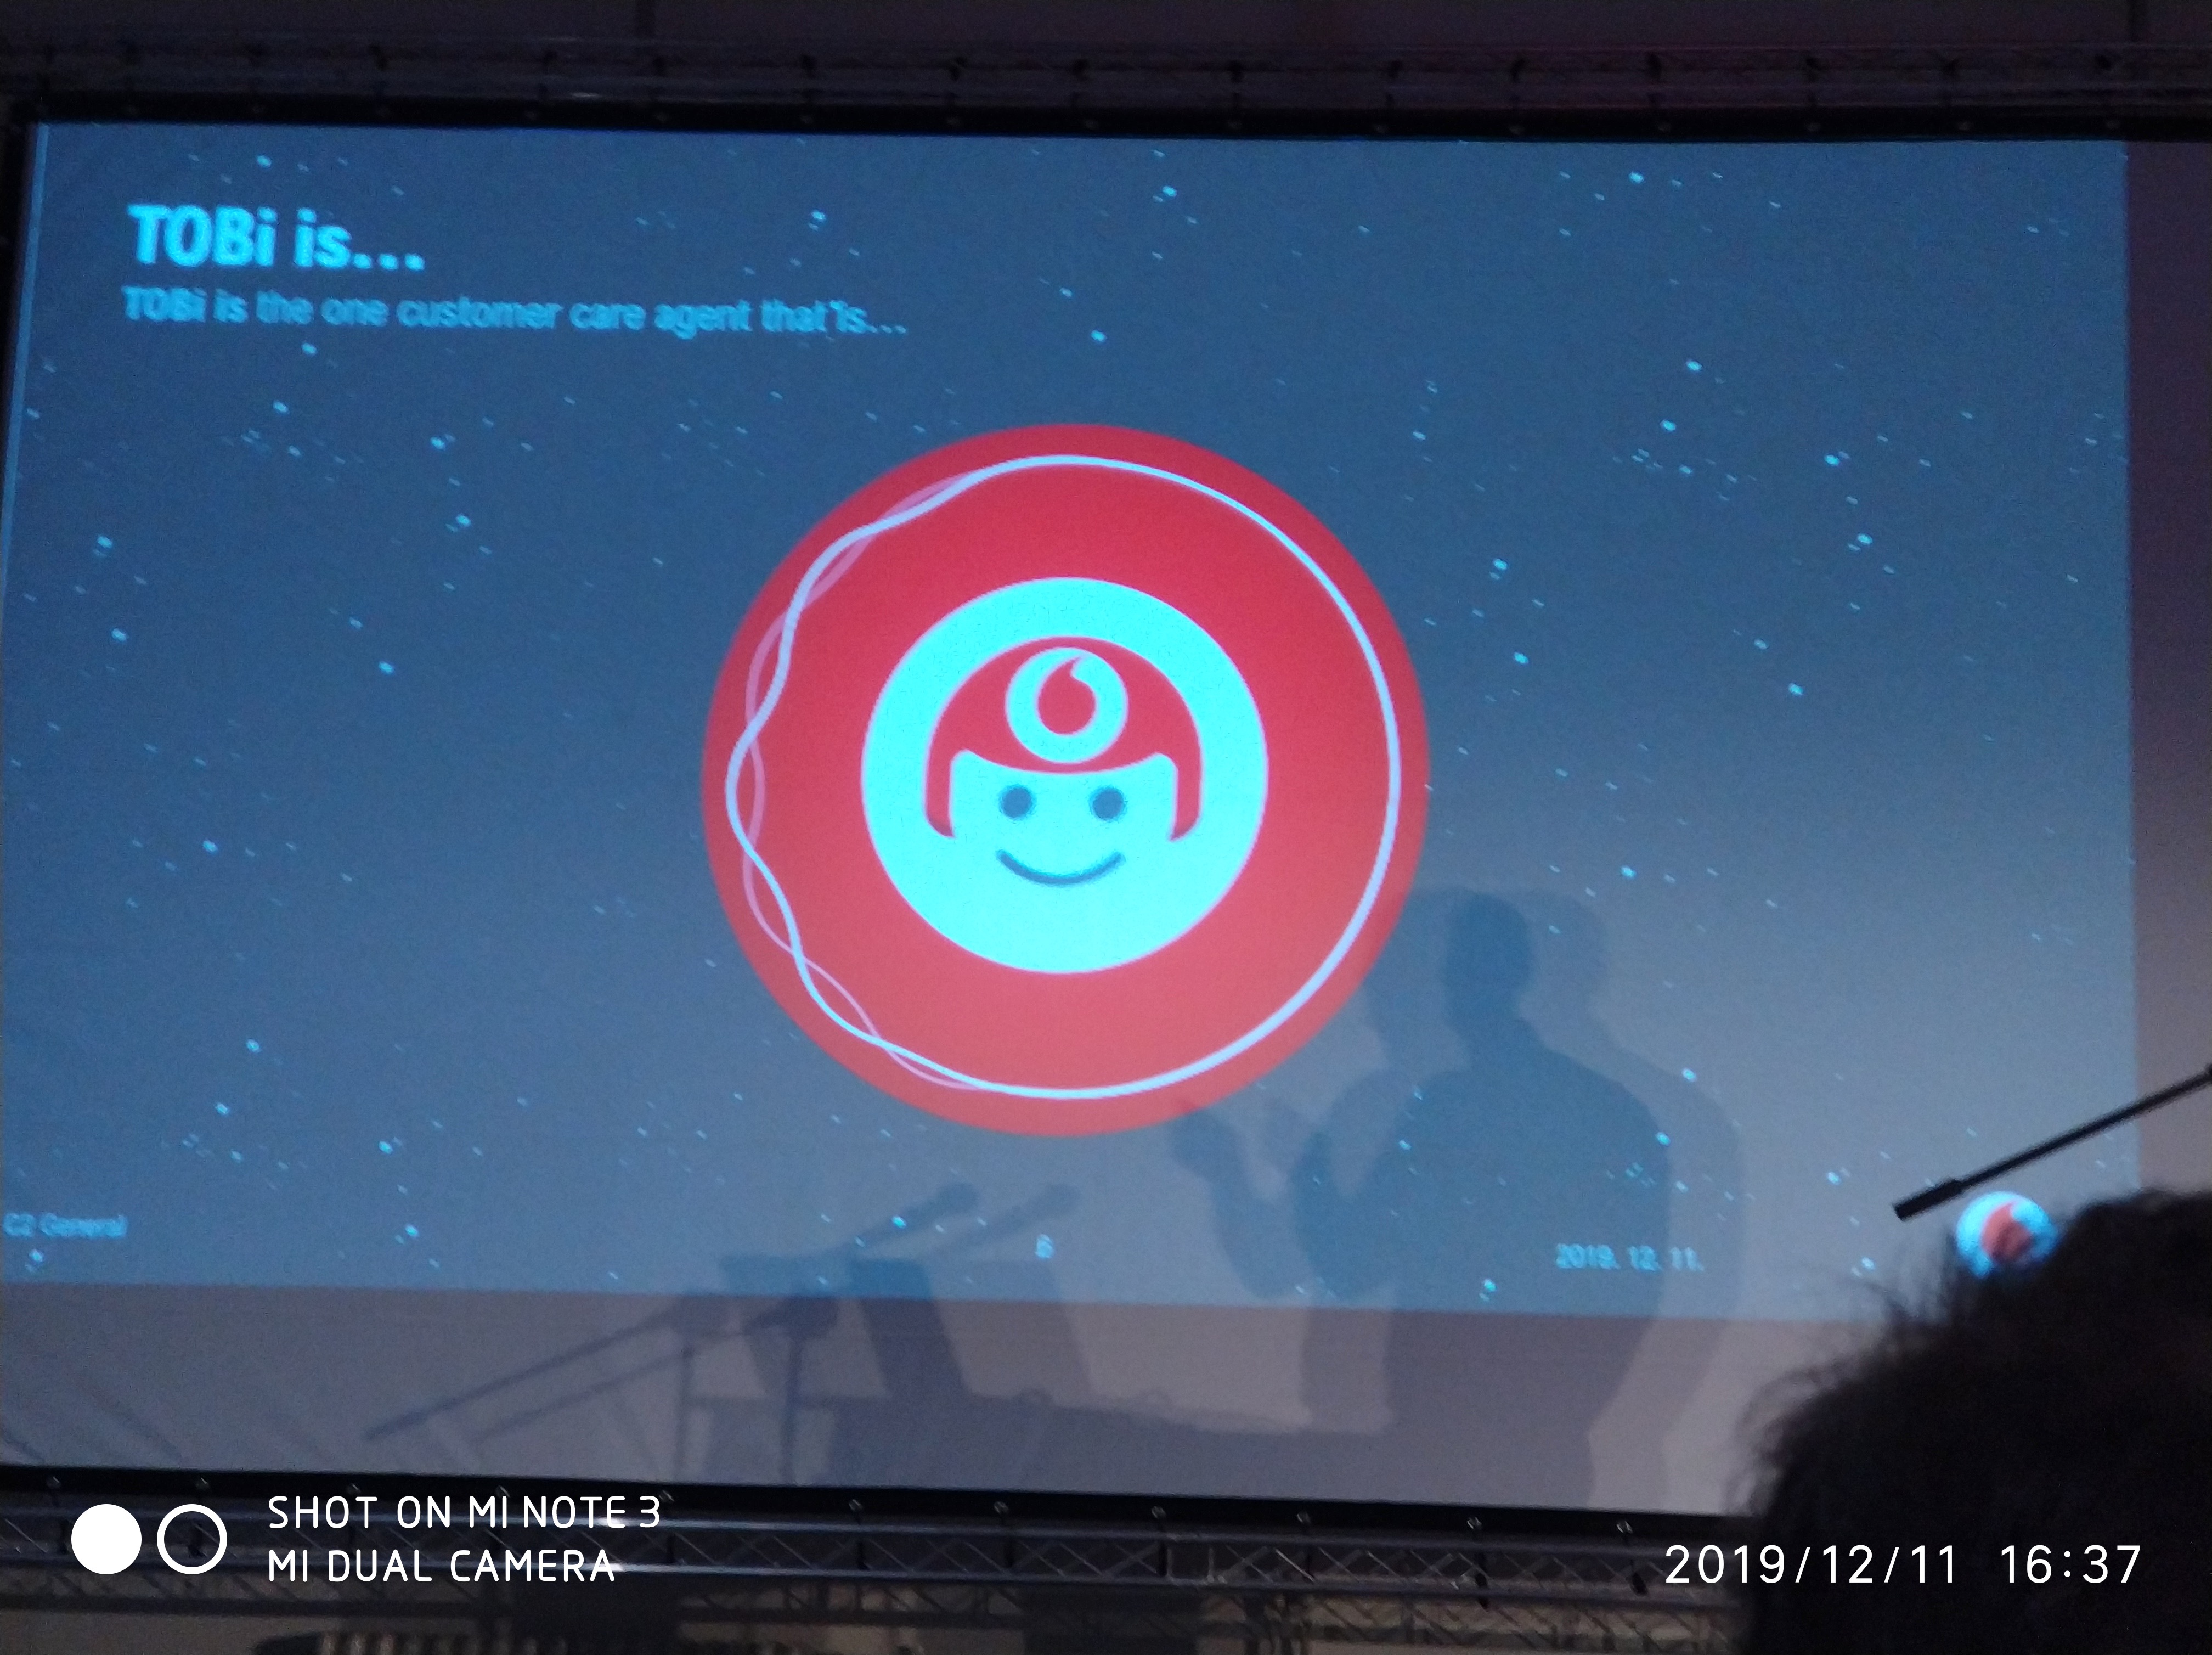 TOBi is...
TOBi is the one customer care agent that is...
C2 General
6
2019. 12. 11.
SHOT ON MI NOTE 3
MI DUAL CAMERA
2019/12/11 16:37